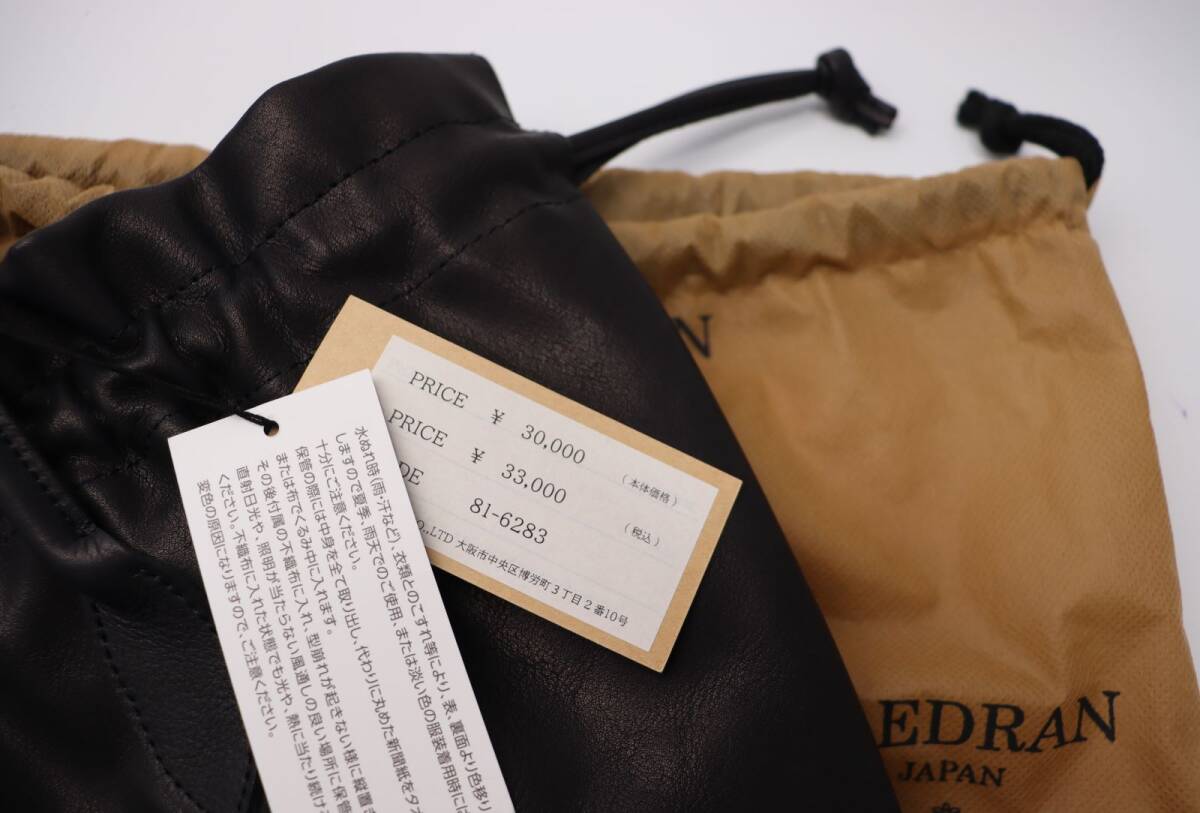 PRICE ¥ 30,000 (本体価格)
PRICE ¥ 33,000 (税込)
DE 81-6283
O.,LTD 大阪市中央区博労町3丁目2番10号
水ぬれ時(雨・汗など)、衣類とのこすれ等により、表、裏面より色移り
しますので夏季、雨天でのご使用、または淡い色の服装着用時には
十分にご注意ください。
保管の際には中身を全て取り出し、代わりに丸めた新聞紙をタオ
または布でくるみ中に入れます。
その後付属の不織布に入れ、型崩れが起きない様に縦置き
直射日光や、照明が当たらない風通しの良い場所に保管
ください。不織布に入れた状態でも光や、熱に当たり続ける
変色の原因になりますので、ご注意ください。
AN
EDRAN
JAPAN